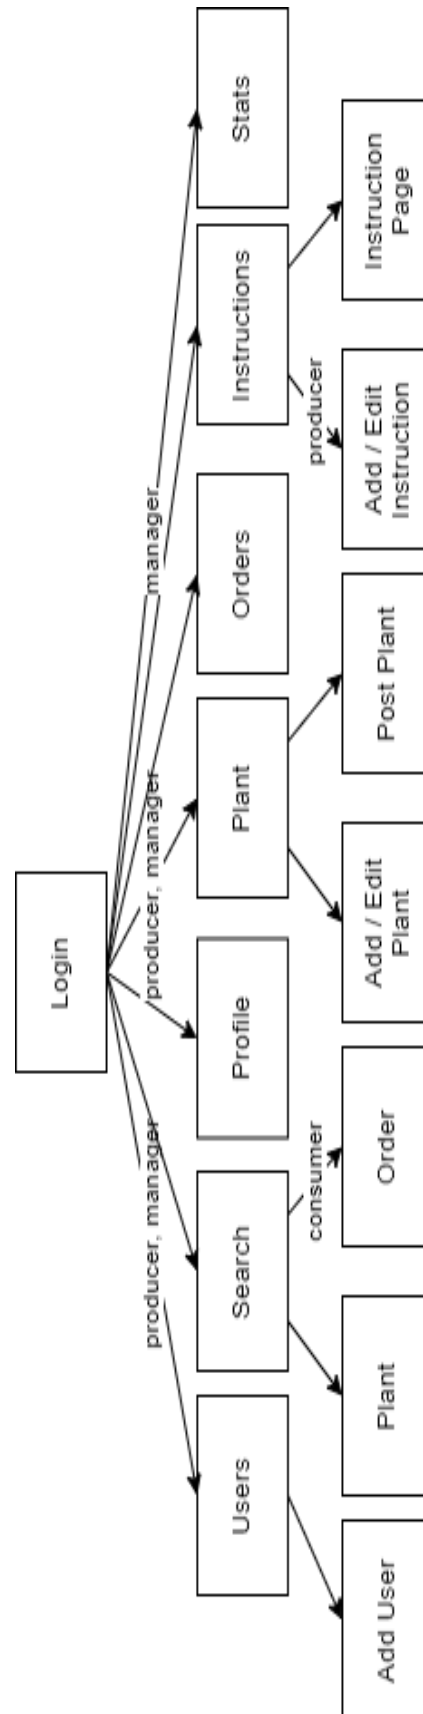 Login
producer, manager
producer, manager
manager
Users
Search
Profile
Plant
Orders
Instructions
Stats
consumer
producer
Add User
Plant
Order
Add / Edit
Plant
Post Plant
Add / Edit
Instruction
Instruction
Page